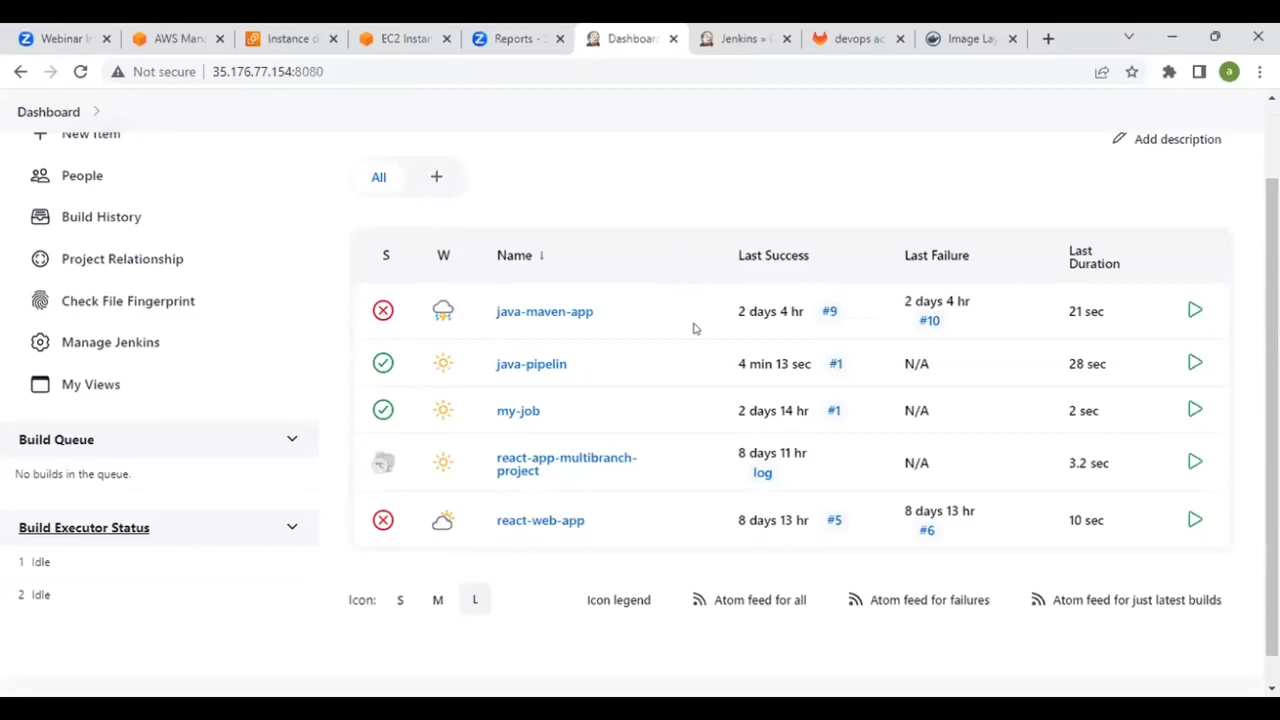 Webinar I
AWS Mana
Instance d
EC2 Instan
Reports -
Dashboard
Jenkins »
devops ac
Image Lay
Not secure
35.176.77.154:8080
a
Dashboard
New Item
Add description
People
All
+
Build History
S
W
Name ↓
Last Success
Last Failure
Last
Duration
Project Relationship
Check File Fingerprint
java-maven-app
2 days 4 hr
#9
2 days 4 hr
#10
21 sec
Manage Jenkins
java-pipelin
4 min 13 sec
#1
N/A
28 sec
My Views
my-job
2 days 14 hr
#1
N/A
2 sec
Build Queue
react-app-multibranch-
project
8 days 11 hr
log
N/A
3.2 sec
No builds in the queue.
react-web-app
8 days 13 hr
#5
8 days 13 hr
#6
10 sec
Build Executor Status
1 Idle
2 Idle
Icon:
S
M
L
Icon legend
Atom feed for all
Atom feed for failures
Atom feed for just latest builds